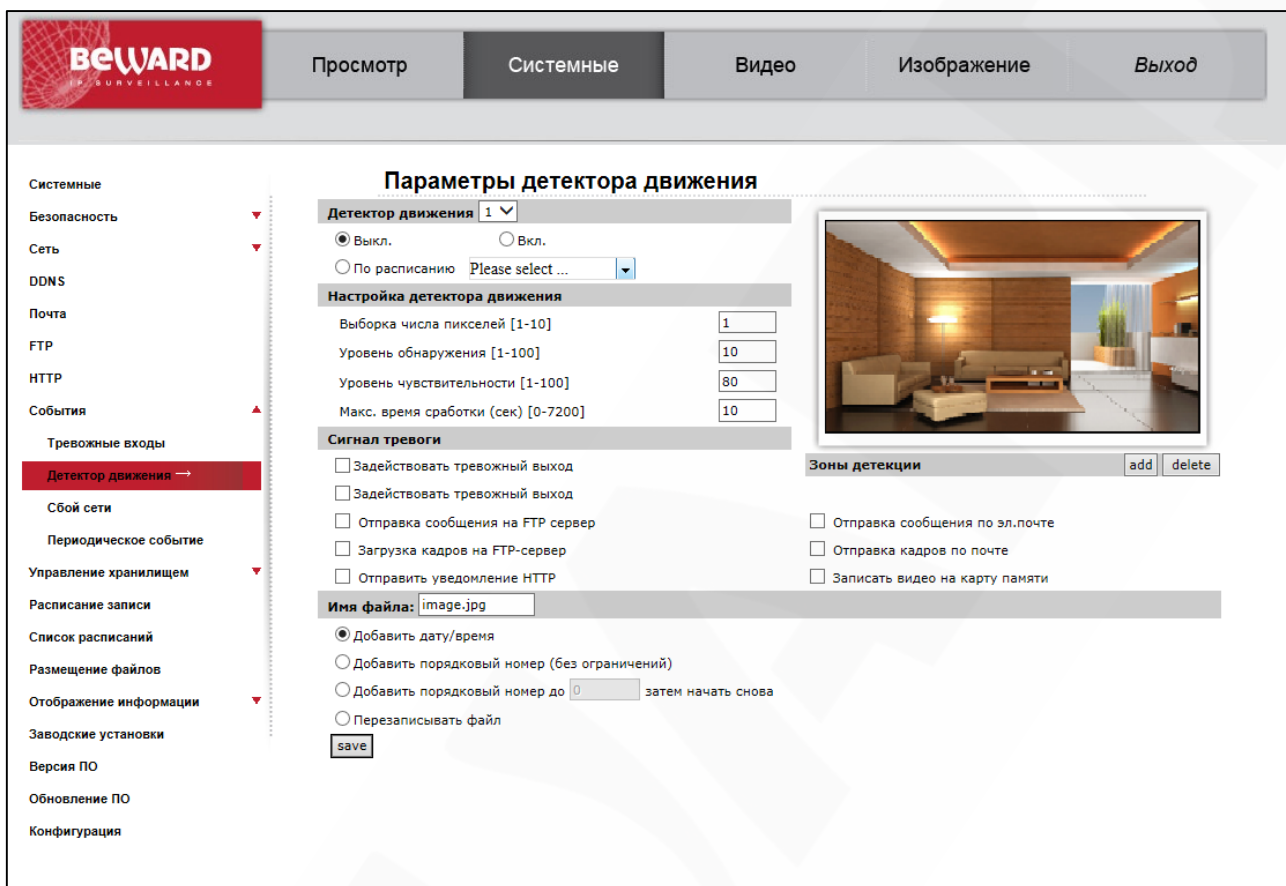 BEWARD
IP SURVEILLANCE
Просмотр
Системные
Видео
Изображение
Выход
Системные
Безопасность
Сеть
DDNS
Почта
FTP
HTTP
События
Тревожные входы
Детектор движения →
Сбой сети
Периодическое событие
Управление хранилищем
Расписание записи
Список расписаний
Размещение файлов
Отображение информации
Заводские установки
Версия ПО
Обновление ПО
Конфигурация
Параметры детектора движения
Детектор движения 1
Выкл. Вкл.
По расписанию Please select ...
Настройка детектора движения
Выборка числа пикселей [1-10] 1
Уровень обнаружения [1-100] 10
Уровень чувствительности [1-100] 80
Макс. время сработки (сек) [0-7200] 10
Сигнал тревоги
Зоны детекции add delete
Задействовать тревожный выход
Задействовать тревожный выход
Отправка сообщения на FTP сервер Отправка сообщения по эл.почте
Загрузка кадров на FTP-сервер Отправка кадров по почте
Отправить уведомление HTTP Записать видео на карту памяти
Имя файла: image.jpg
Добавить дату/время
Добавить порядковый номер (без ограничений)
Добавить порядковый номер до 0 затем начать снова
Перезаписывать файл
save